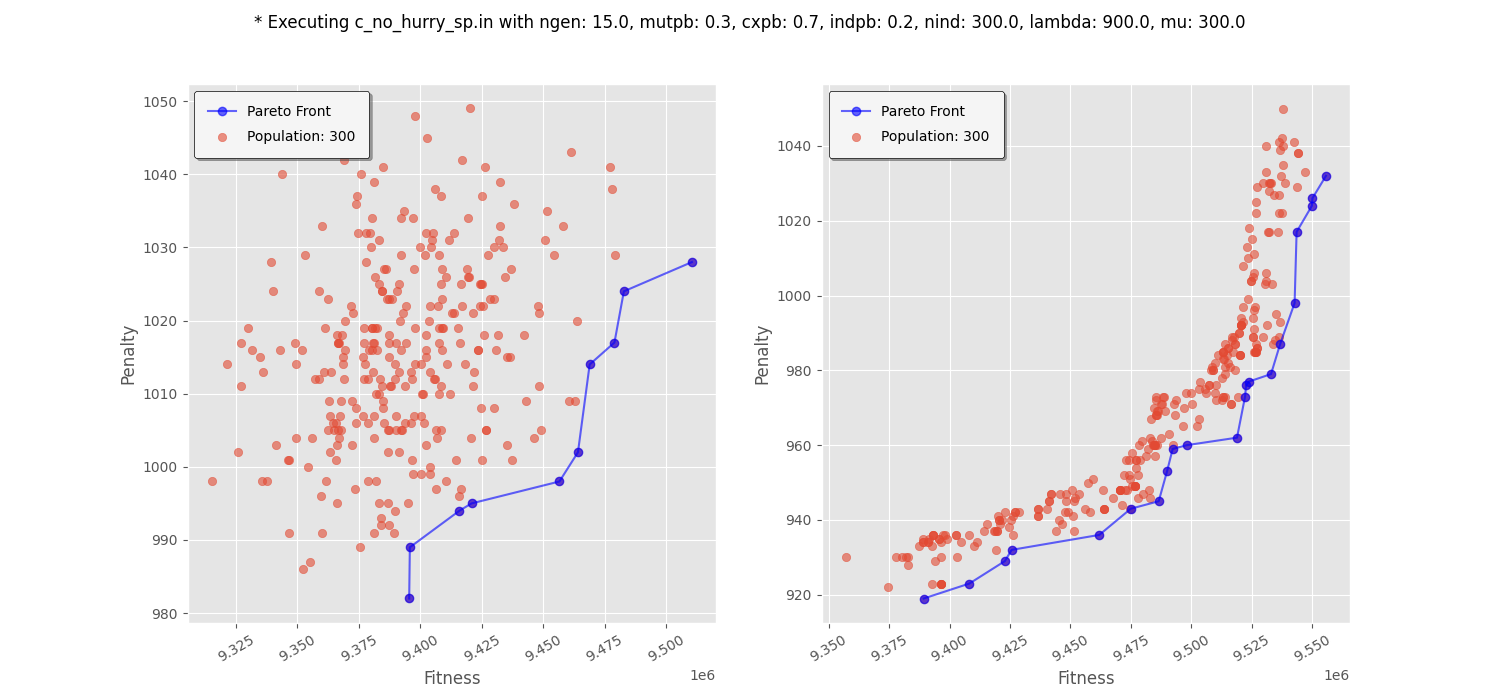 * Executing c_no_hurry_sp.in with ngen: 15.0, mutpb: 0.3, cxpb: 0.7, indpb: 0.2, nind: 300.0, lambda: 900.0, mu: 300.0
Pareto Front
Population: 300
Penalty
1050
1040
1030
1020
1010
1000
990
980
9.325 9.350 9.375 9.400 9.425 9.450 9.475 9.500
1e6
Fitness
Pareto Front
Population: 300
Penalty
1040
1020
1000
980
960
940
920
9.350 9.375 9.400 9.425 9.450 9.475 9.500 9.525 9.550
1e6
Fitness